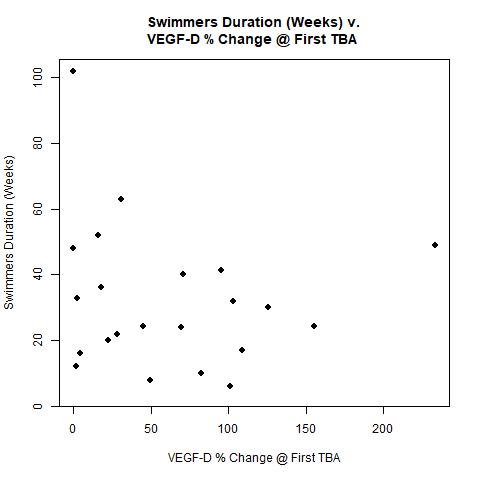 Swimmers Duration (Weeks) v.
VEGF-D % Change @ First TBA
100
80
60
40
20
0
Swimmers Duration (Weeks)
0 50 100 150 200
VEGF-D % Change @ First TBA